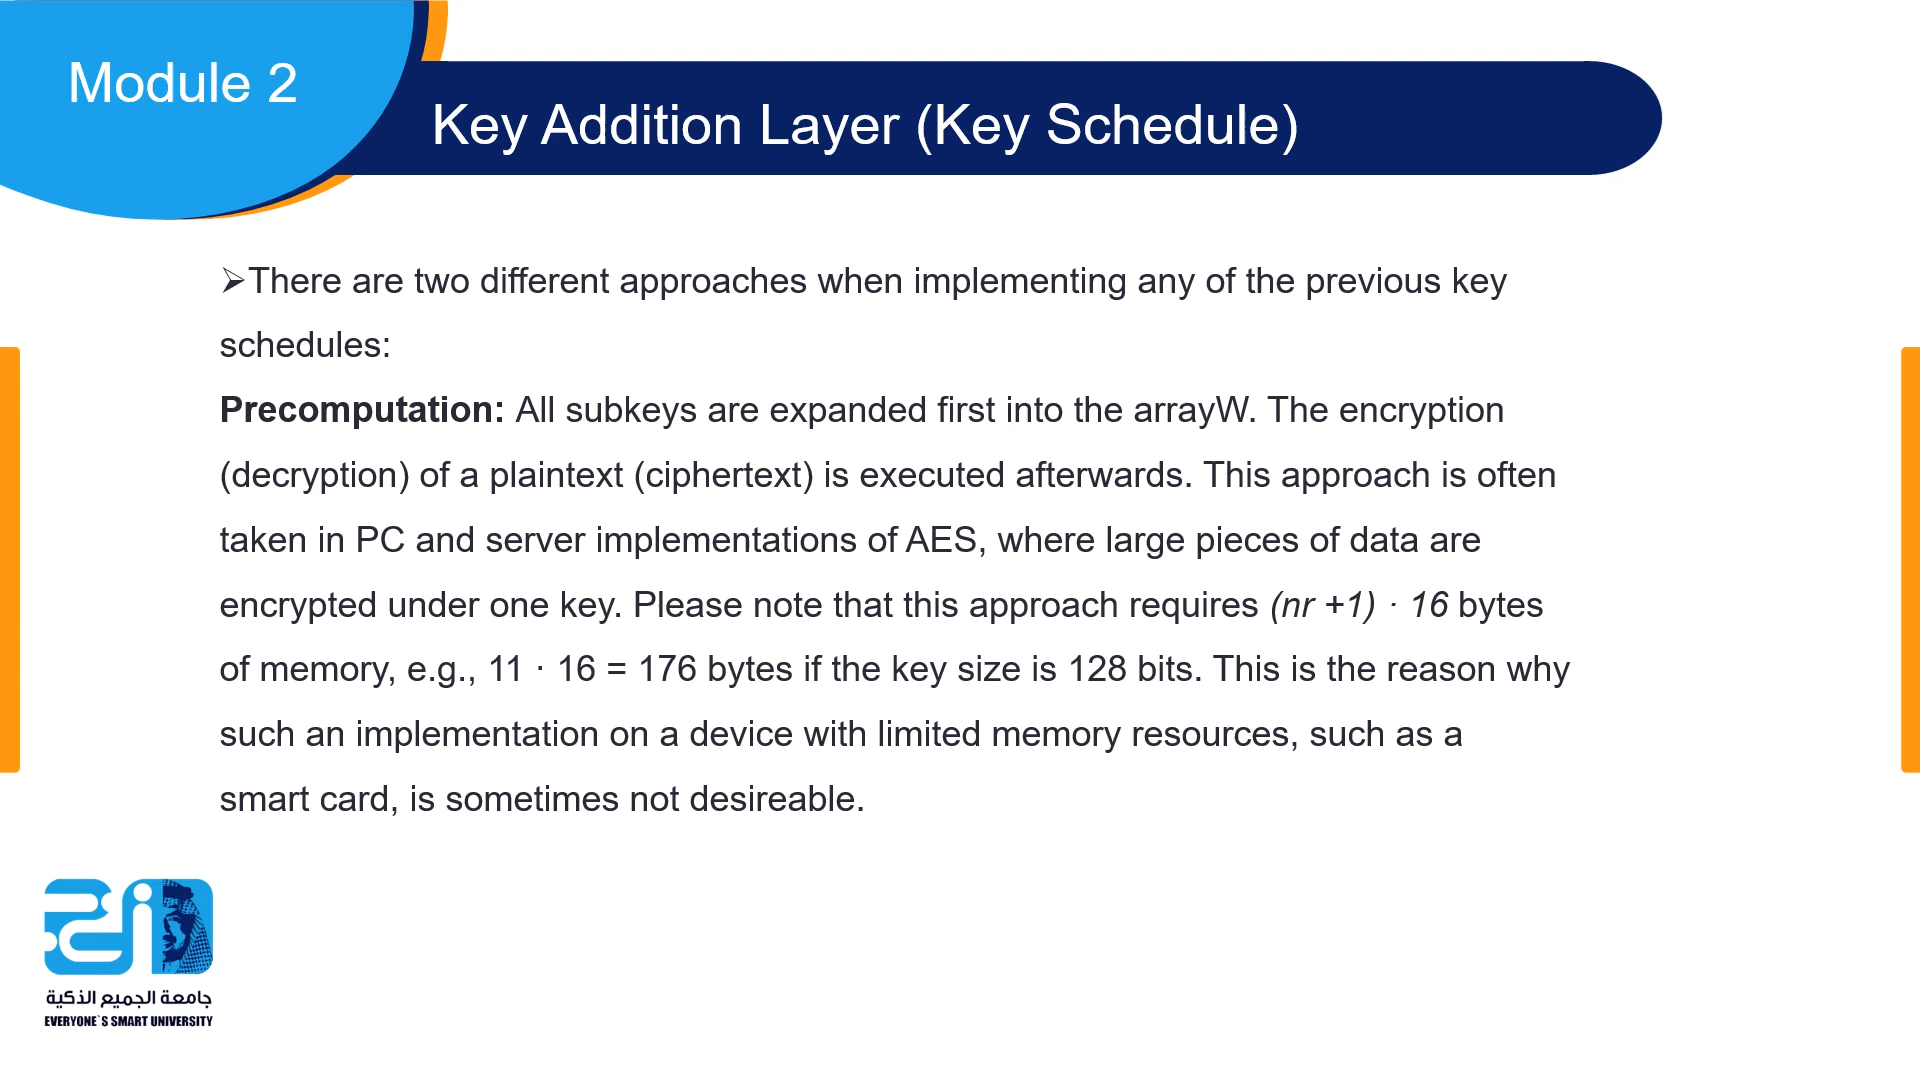 Module 2
Key Addition Layer (Key Schedule)
➢There are two different approaches when implementing any of the previous key
schedules:
Precomputation: All subkeys are expanded first into the arrayW. The encryption
(decryption) of a plaintext (ciphertext) is executed afterwards. This approach is often
taken in PC and server implementations of AES, where large pieces of data are
encrypted under one key. Please note that this approach requires (nr +1) · 16 bytes
of memory, e.g., 11 · 16 = 176 bytes if the key size is 128 bits. This is the reason why
such an implementation on a device with limited memory resources, such as a
smart card, is sometimes not desireable.
جامعة الجميع الذكية
EVERYONE`S SMART UNIVERSITY